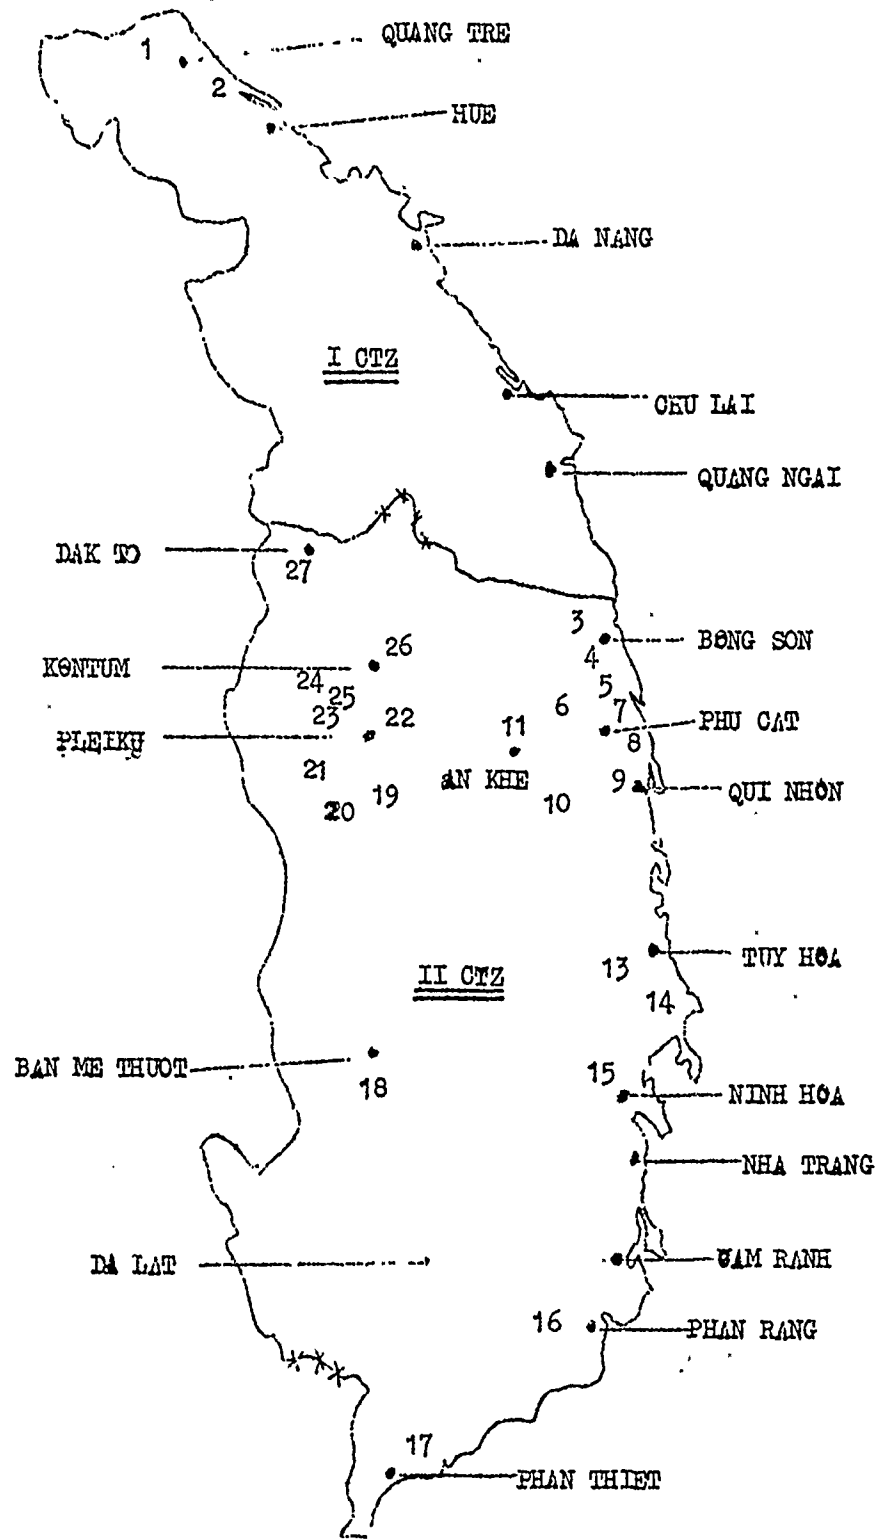 1
QUANG TRE
2
HUE
DA NANG
I CTZ
CHU LAI
QUANG NGAI
DAK TO
27
3
BONG SON
4
26
KONTUM
24
25
5
23
6
7
22
PLEIKU
11
PHU CAT
8
21
AN KHE
9
QUI NHON
19
10
20
TUY HOA
13
II CTZ
14
BAN ME THUOT
18
15
NINH HOA
NHA TRANG
DA LAT
CAM RANH
16
PHAN RANG
17
PHAN THIET